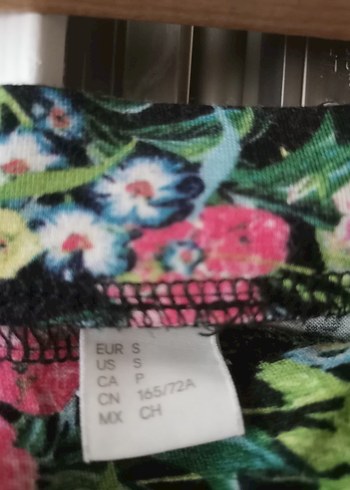 EUR S
US S
CA P
CN 165/72A
MX CH